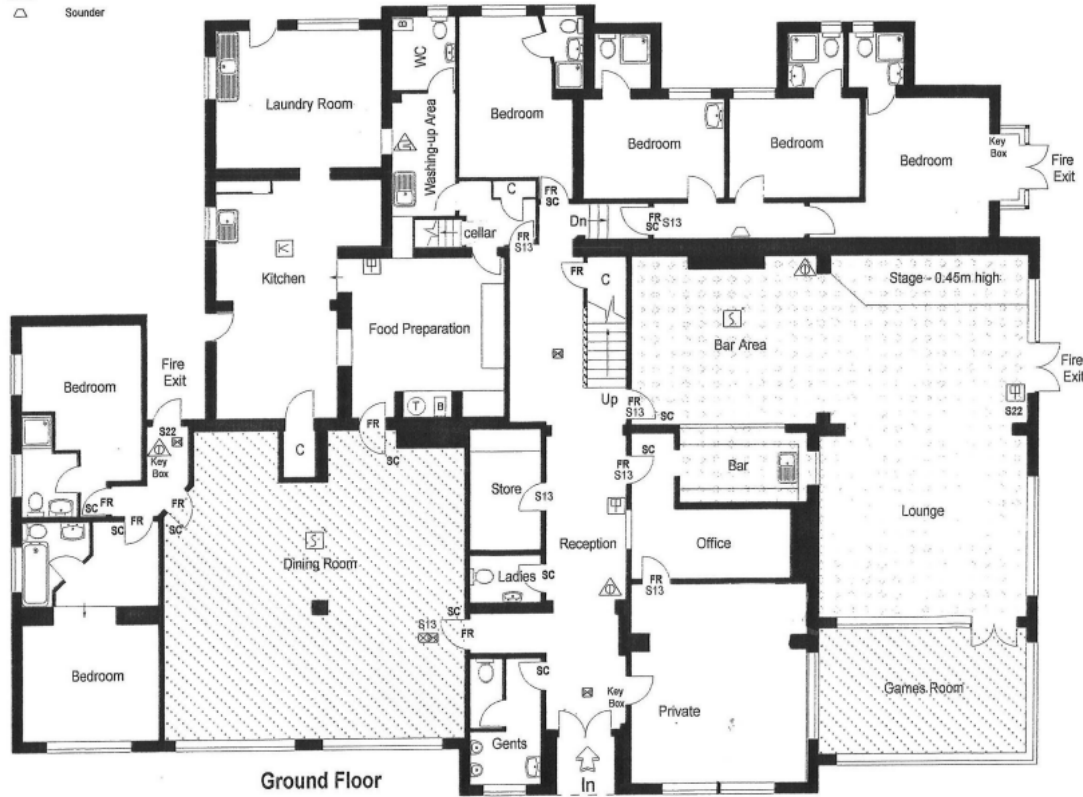 Sounder
B
WC
Laundry Room
Washing-up Area
Bedroom
Bedroom
Bedroom
Bedroom
Key
Box
Fire
Exit
C
FR
SC
Dn
FR
SC
S13
cellar
FR
S13
K
Kitchen
FR
C
Stage - 0.45m high
Food Preparation
S
Bar Area
Bedroom
Fire
Exit
Fire
Exit
Up
FR
S13
SC
S22
T
B
S22
Key
Box
FR
SC
C
FR
S13
SC
Bar
Store
S13
FR
SC
FR
SC
SC
FR
Lounge
S
Dining Room
Reception
Office
Ladies
SC
FR
S13
SC
S13
FR
Bedroom
SC
Key
Box
Private
Games Room
Gents
In
Ground Floor